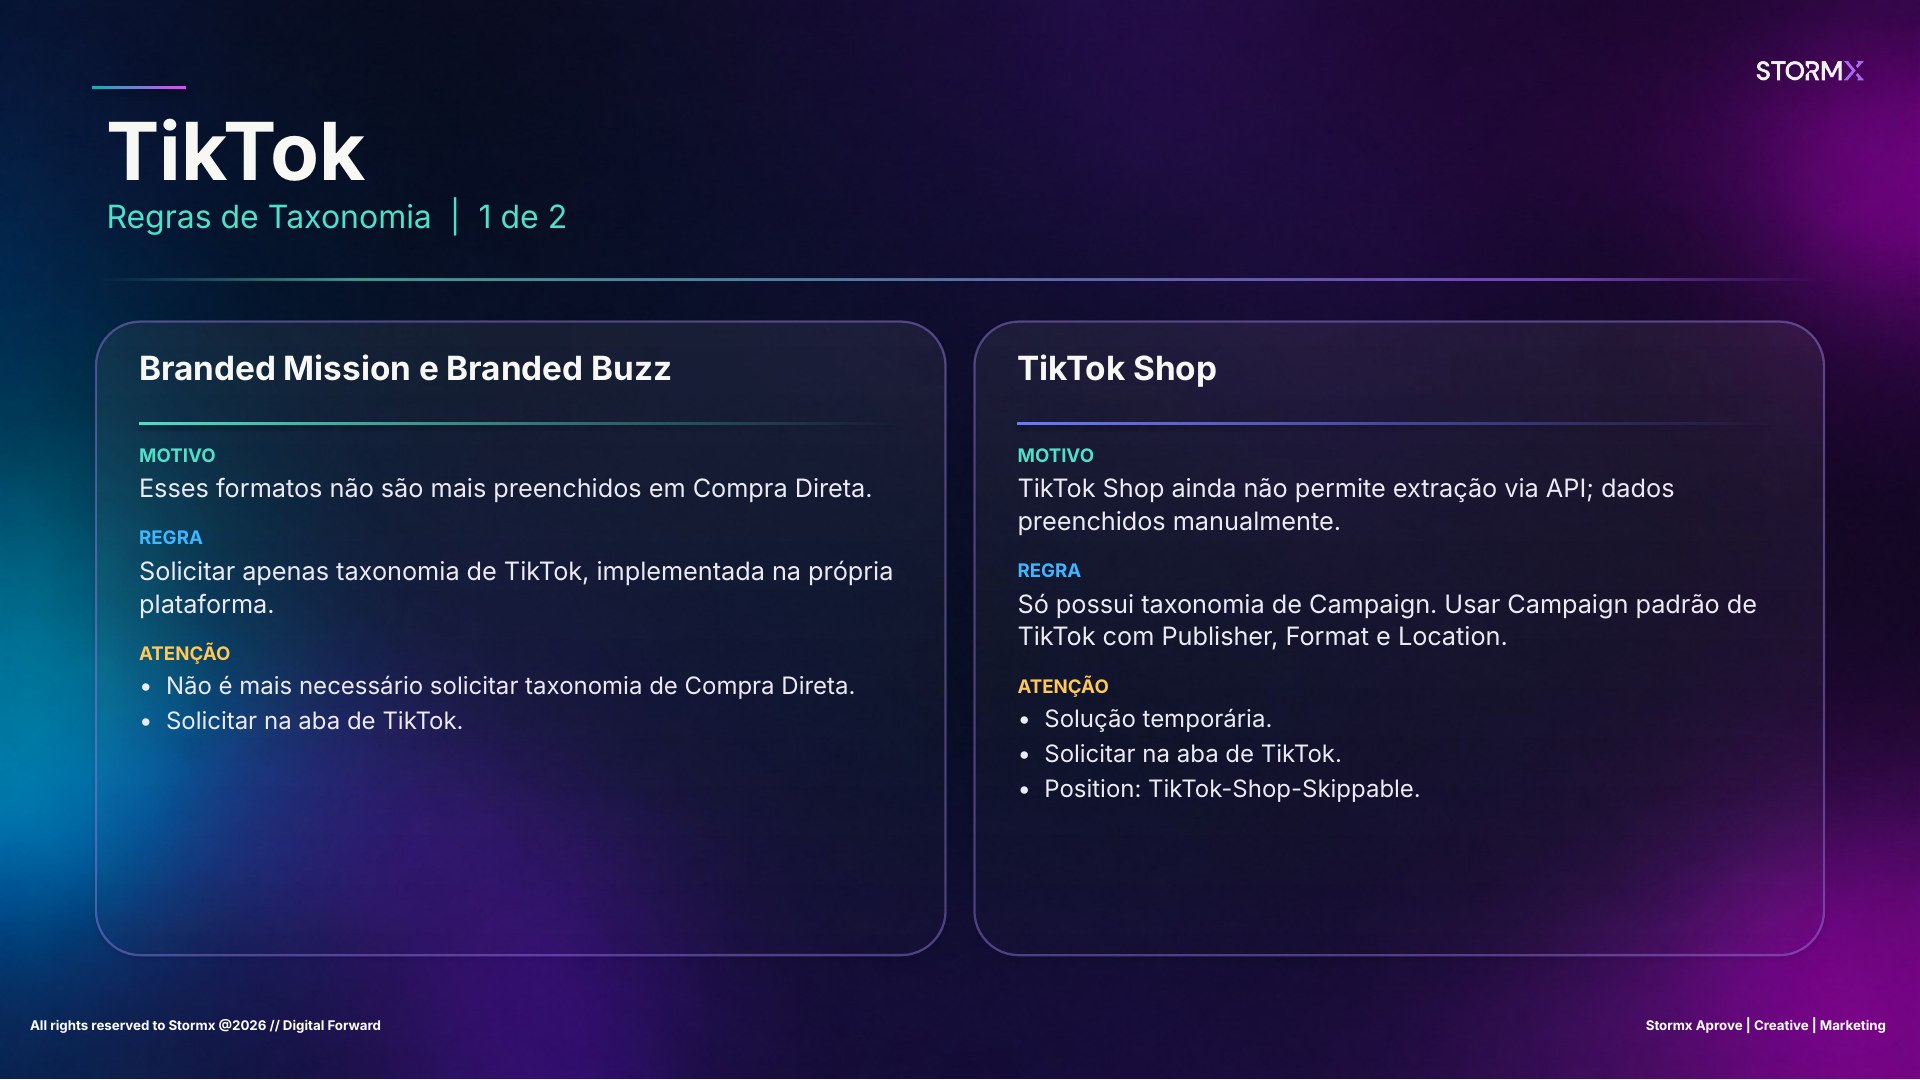 STORMX
TikTok
Regras de Taxonomia | 1 de 2
Branded Mission e Branded Buzz
MOTIVO
Esses formatos não são mais preenchidos em Compra Direta.
REGRA
Solicitar apenas taxonomia de TikTok, implementada na própria
plataforma.
ATENÇÃO
• Não é mais necessário solicitar taxonomia de Compra Direta.
• Solicitar na aba de TikTok.
TikTok Shop
MOTIVO
TikTok Shop ainda não permite extração via API; dados
preenchidos manualmente.
REGRA
Só possui taxonomia de Campaign. Usar Campaign padrão de
TikTok com Publisher, Format e Location.
ATENÇÃO
• Solução temporária.
• Solicitar na aba de TikTok.
• Position: TikTok-Shop-Skippable.
All rights reserved to Stormx @2026 // Digital Forward
Stormx Aprove | Creative | Marketing